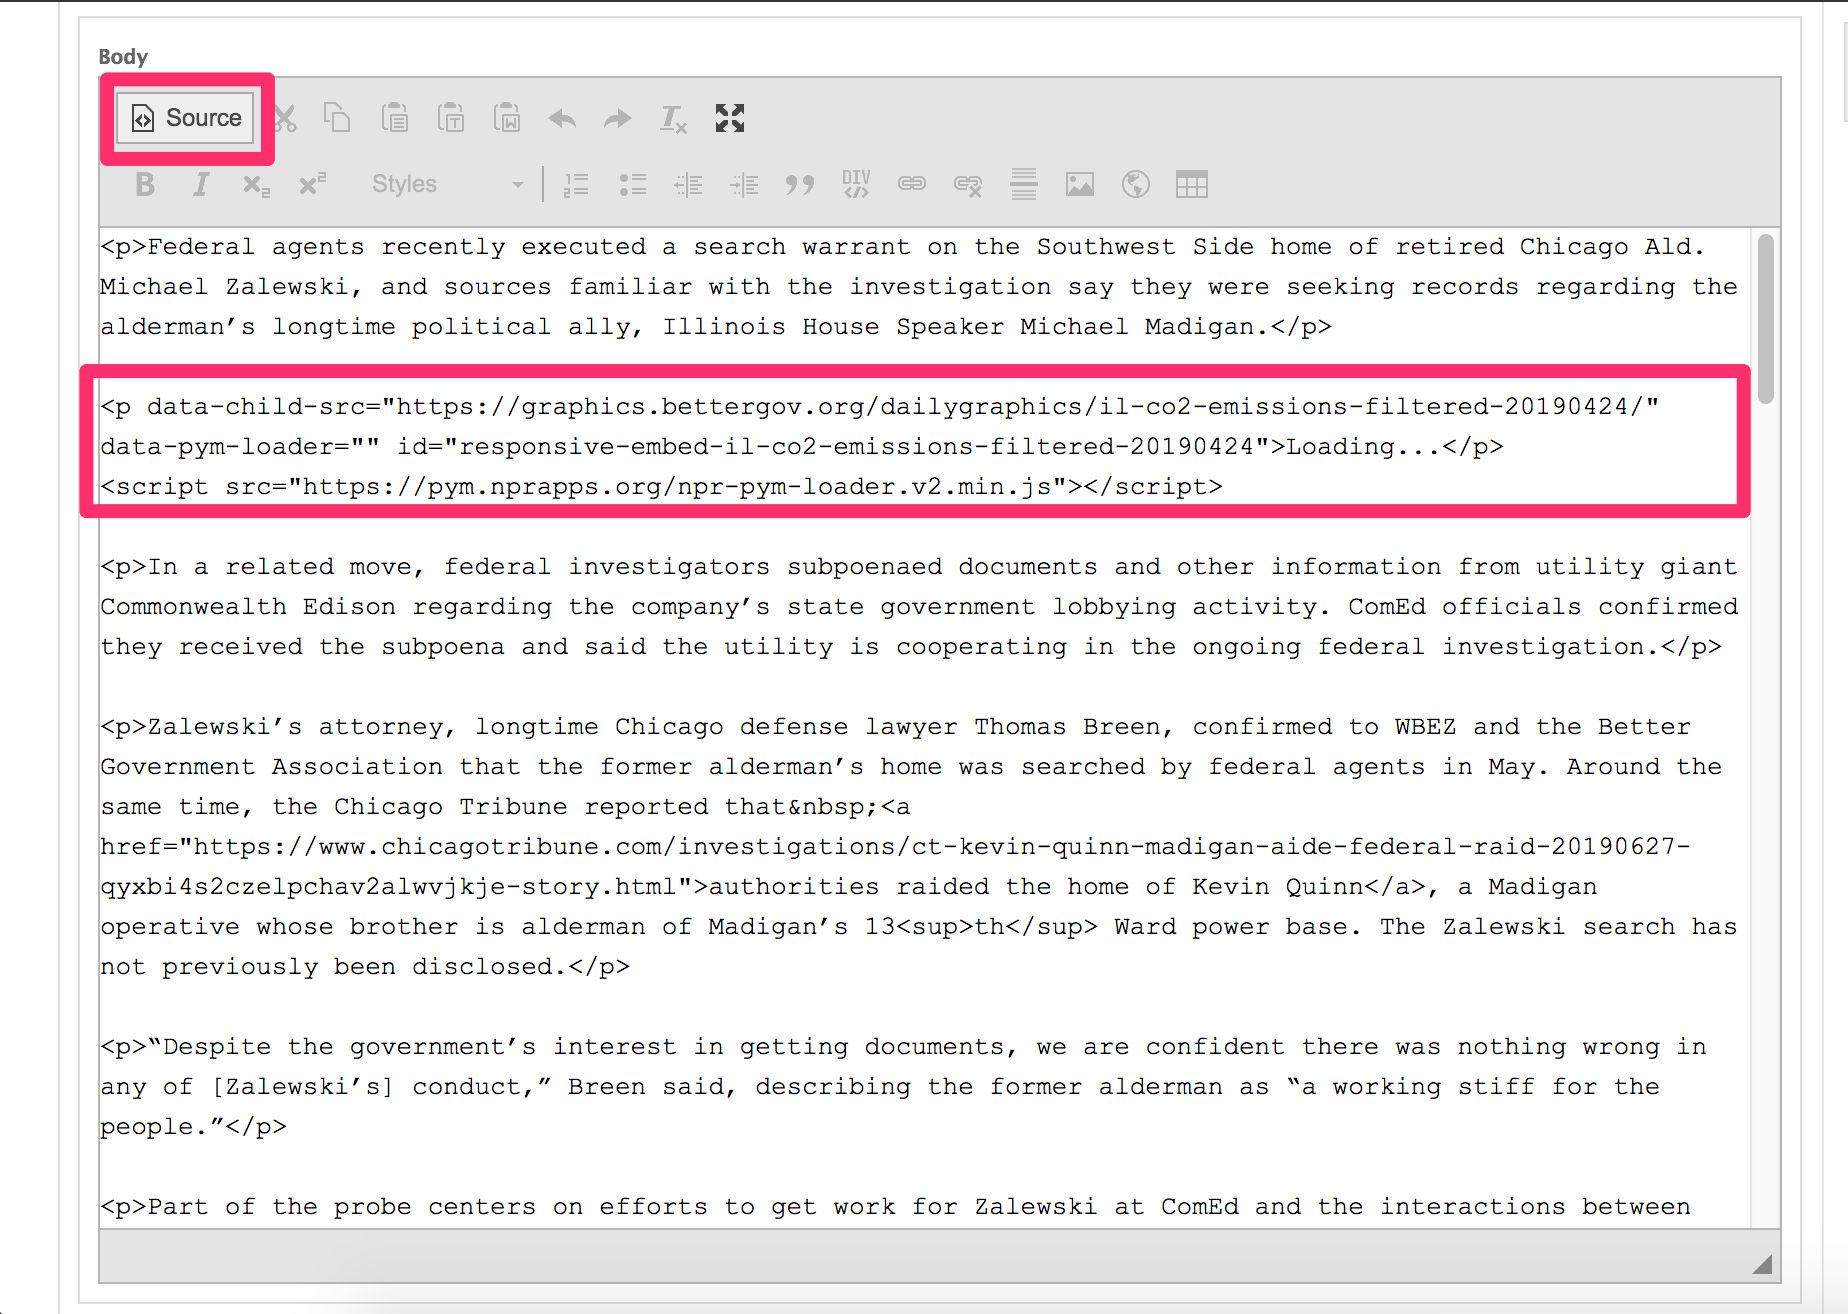 Body
Source
B I x2 x2 Styles DIV
<p>Federal agents recently executed a search warrant on the Southwest Side home of retired Chicago Ald.
Michael Zalewski, and sources familiar with the investigation say they were seeking records regarding the
alderman’s longtime political ally, Illinois House Speaker Michael Madigan.</p>
<p data-child-src="https://graphics.bettergov.org/dailygraphics/il-co2-emissions-filtered-20190424/"
data-pym-loader="" id="responsive-embed-il-co2-emissions-filtered-20190424">Loading...</p>
<script src="https://pym.nprapps.org/npr-pym-loader.v2.min.js"></script>
<p>In a related move, federal investigators subpoenaed documents and other information from utility giant
Commonwealth Edison regarding the company’s state government lobbying activity. ComEd officials confirmed
they received the subpoena and said the utility is cooperating in the ongoing federal investigation.</p>
<p>Zalewski’s attorney, longtime Chicago defense lawyer Thomas Breen, confirmed to WBEZ and the Better
Government Association that the former alderman’s home was searched by federal agents in May. Around the
same time, the Chicago Tribune reported that&nbsp;<a
href="https://www.chicagotribune.com/investigations/ct-kevin-quinn-madigan-aide-federal-raid-20190627-
qyxbi4s2czelpchav2alwvjkje-story.html">authorities raided the home of Kevin Quinn</a>, a Madigan
operative whose brother is alderman of Madigan’s 13<sup>th</sup> Ward power base. The Zalewski search has
not previously been disclosed.</p>
<p>“Despite the government’s interest in getting documents, we are confident there was nothing wrong in
any of [Zalewski’s] conduct,” Breen said, describing the former alderman as “a working stiff for the
people.”</p>
<p>Part of the probe centers on efforts to get work for Zalewski at ComEd and the interactions between